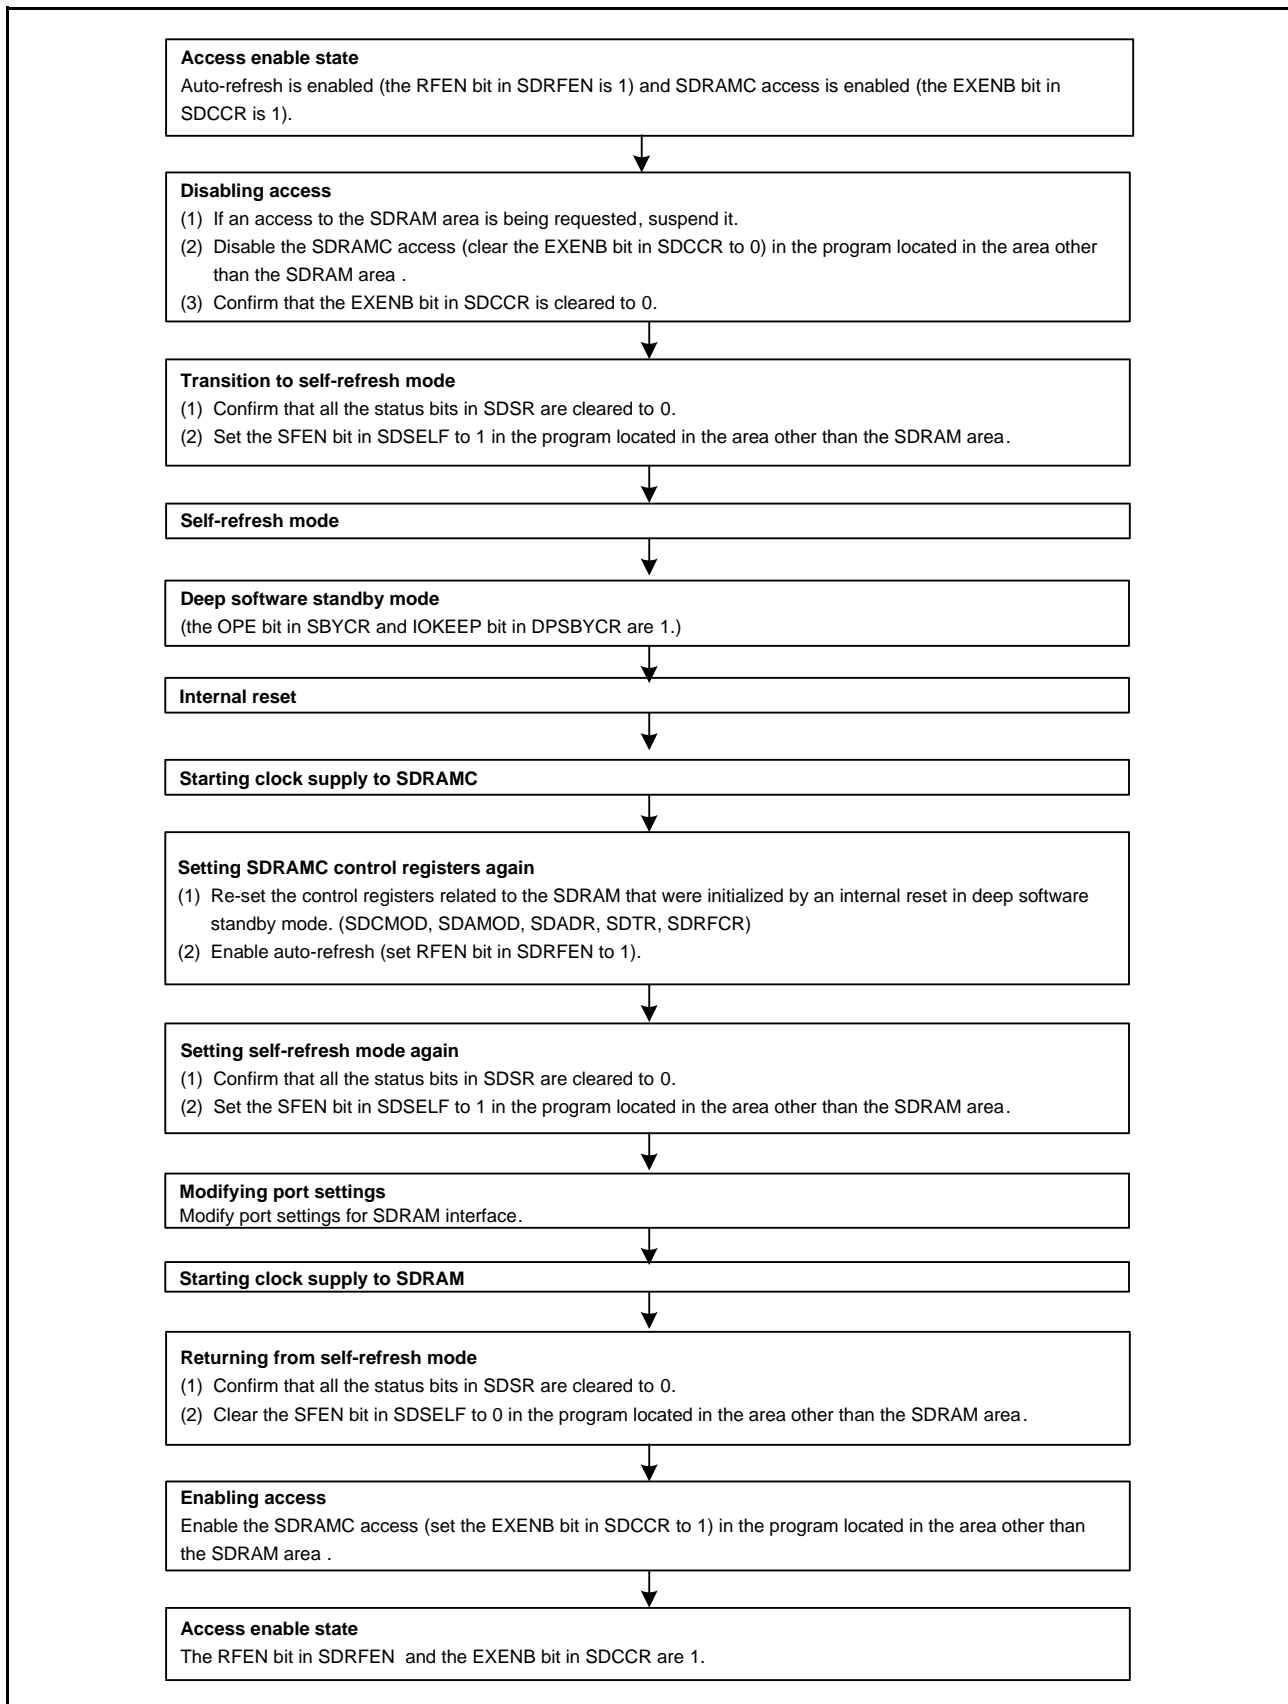 Access enable state
Auto-refresh is enabled (the RFEN bit in SDRFEN is 1) and SDRAMC access is enabled (the EXENB bit in
SDCCR is 1).
Disabling access
(1) If an access to the SDRAM area is being requested, suspend it.
(2) Disable the SDRAMC access (clear the EXENB bit in SDCCR to 0) in the program located in the area other
than the SDRAM area .
(3) Confirm that the EXENB bit in SDCCR is cleared to 0.
Transition to self-refresh mode
(1) Confirm that all the status bits in SDSR are cleared to 0.
(2) Set the SFEN bit in SDSELF to 1 in the program located in the area other than the SDRAM area.
Self-refresh mode
Deep software standby mode
(the OPE bit in SBYCR and IOKEEP bit in DPSBYCR are 1.)
Internal reset
Starting clock supply to SDRAMC
Setting SDRAMC control registers again
(1) Re-set the control registers related to the SDRAM that were initialized by an internal reset in deep software
standby mode. (SDCMOD, SDAMOD, SDADR, SDTR, SDRFCR)
(2) Enable auto-refresh (set RFEN bit in SDRFEN to 1).
Setting self-refresh mode again
(1) Confirm that all the status bits in SDSR are cleared to 0.
(2) Set the SFEN bit in SDSELF to 1 in the program located in the area other than the SDRAM area.
Modifying port settings
Modify port settings for SDRAM interface.
Starting clock supply to SDRAM
Returning from self-refresh mode
(1) Confirm that all the status bits in SDSR are cleared to 0.
(2) Clear the SFEN bit in SDSELF to 0 in the program located in the area other than the SDRAM area.
Enabling access
Enable the SDRAMC access (set the EXENB bit in SDCCR to 1) in the program located in the area other than
the SDRAM area .
Access enable state
The RFEN bit in SDRFEN and the EXENB bit in SDCCR are 1.